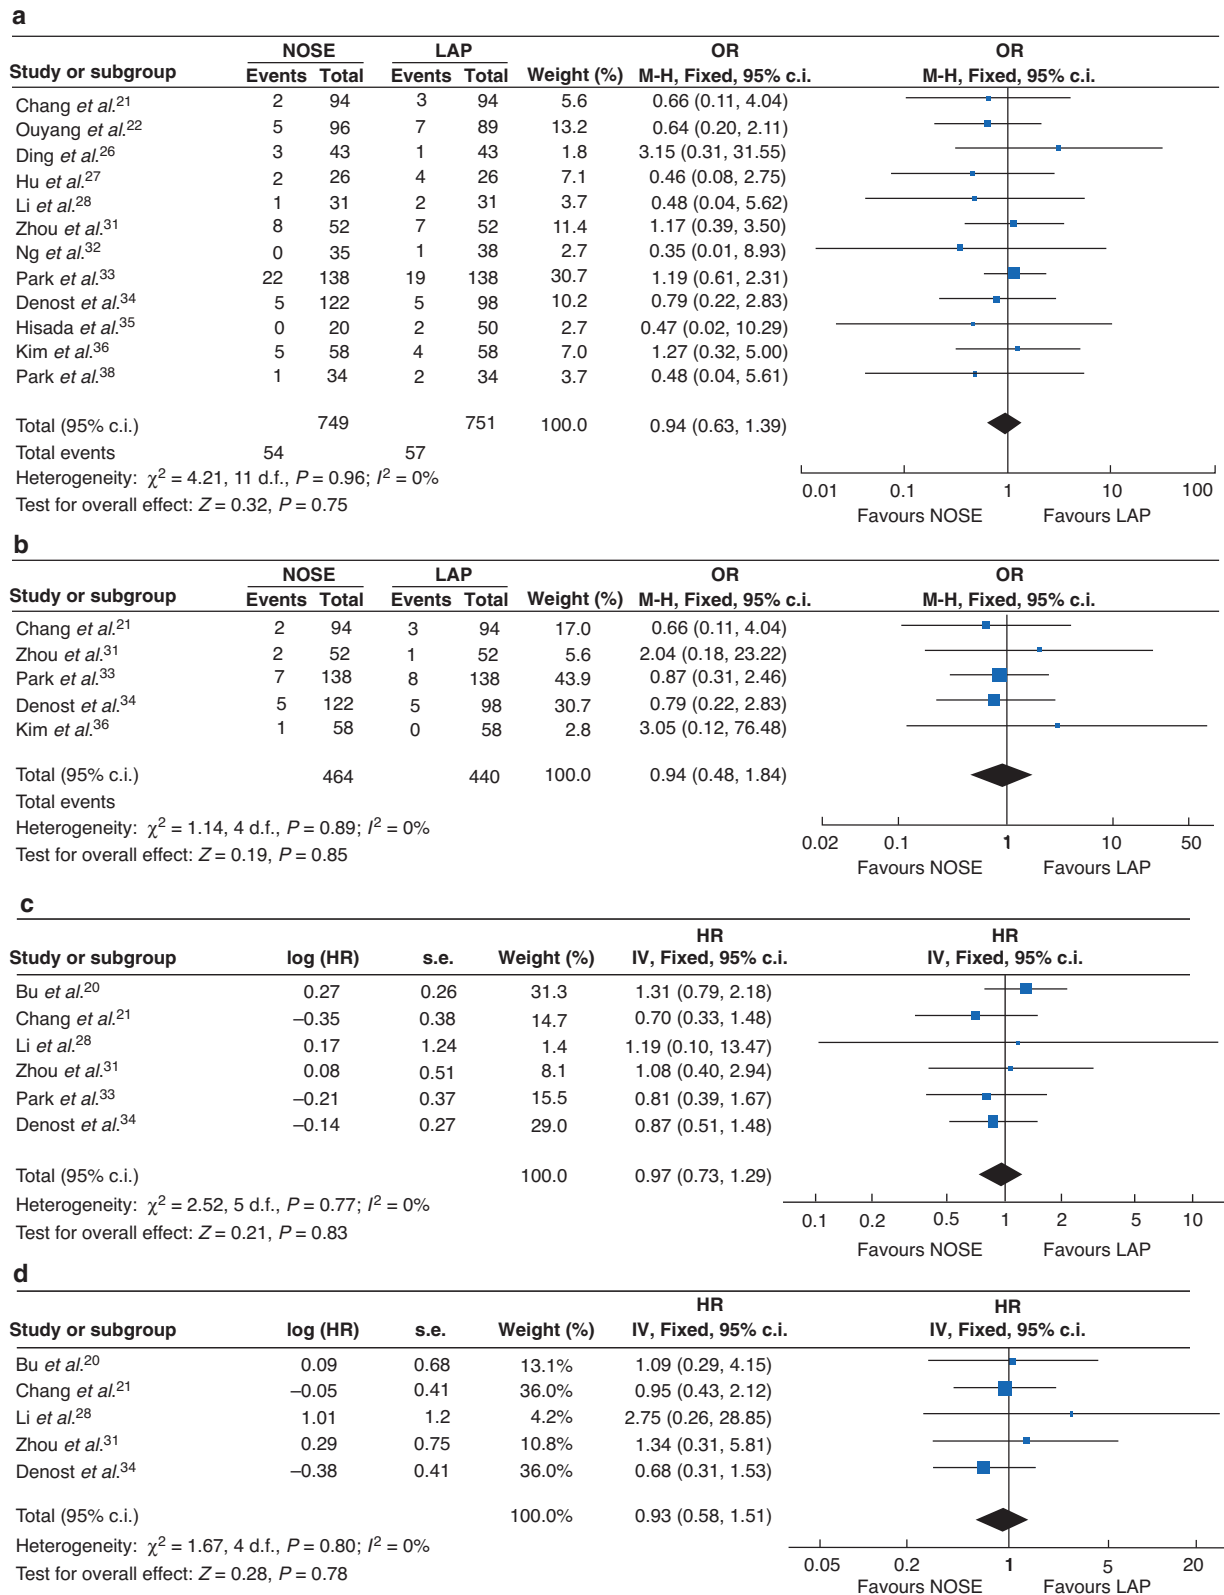 a
NOSE LAP OR OR
Study or subgroup Events Total Events Total Weight (%) M-H, Fixed, 95% c.i. M-H, Fixed, 95% c.i.
Chang et al.21 2 94 3 94 5.6 0.66 (0.11, 4.04)
Ouyang et al.22 5 96 7 89 13.2 0.64 (0.20, 2.11)
Ding et al.26 3 43 1 43 1.8 3.15 (0.31, 31.55)
Hu et al.27 2 26 4 26 7.1 0.46 (0.08, 2.75)
Li et al.28 1 31 2 31 3.7 0.48 (0.04, 5.62)
Zhou et al.31 8 52 7 52 11.4 1.17 (0.39, 3.50)
Ng et al.32 0 35 1 38 2.7 0.35 (0.01, 8.93)
Park et al.33 22 138 19 138 30.7 1.19 (0.61, 2.31)
Denost et al.34 5 122 5 98 10.2 0.79 (0.22, 2.83)
Hisada et al.35 0 20 2 50 2.7 0.47 (0.02, 10.29)
Kim et al.36 5 58 4 58 7.0 1.27 (0.32, 5.00)
Park et al.38 1 34 2 34 3.7 0.48 (0.04, 5.61)
Total (95% c.i.) 749 751 100.0 0.94 (0.63, 1.39)
Total events 54 57
Heterogeneity: χ2 = 4.21, 11 d.f., P = 0.96; I2 = 0%
Test for overall effect: Z = 0.32, P = 0.75
0.01 0.1 1 10 100
Favours NOSE Favours LAP
b
NOSE LAP OR OR
Study or subgroup Events Total Events Total Weight (%) M-H, Fixed, 95% c.i. M-H, Fixed, 95% c.i.
Chang et al.21 2 94 3 94 17.0 0.66 (0.11, 4.04)
Zhou et al.31 2 52 1 52 5.6 2.04 (0.18, 23.22)
Park et al.33 7 138 8 138 43.9 0.87 (0.31, 2.46)
Denost et al.34 5 122 5 98 30.7 0.79 (0.22, 2.83)
Kim et al.36 1 58 0 58 2.8 3.05 (0.12, 76.48)
Total (95% c.i.) 464 440 100.0 0.94 (0.48, 1.84)
Total events
Heterogeneity: χ2 = 1.14, 4 d.f., P = 0.89; I2 = 0%
Test for overall effect: Z = 0.19, P = 0.85
0.02 0.1 1 10 50
Favours NOSE Favours LAP
c
HR HR
Study or subgroup log (HR) s.e. Weight (%) IV, Fixed, 95% c.i. IV, Fixed, 95% c.i.
Bu et al.20 0.27 0.26 31.3 1.31 (0.79, 2.18)
Chang et al.21 –0.35 0.38 14.7 0.70 (0.33, 1.48)
Li et al.28 0.17 1.24 1.4 1.19 (0.10, 13.47)
Zhou et al.31 0.08 0.51 8.1 1.08 (0.40, 2.94)
Park et al.33 –0.21 0.37 15.5 0.81 (0.39, 1.67)
Denost et al.34 –0.14 0.27 29.0 0.87 (0.51, 1.48)
Total (95% c.i.) 100.0 0.97 (0.73, 1.29)
Heterogeneity: χ2 = 2.52, 5 d.f., P = 0.77; I2 = 0%
Test for overall effect: Z = 0.21, P = 0.83
0.1 0.2 0.5 1 2 5 10
Favours NOSE Favours LAP
d
HR HR
Study or subgroup log (HR) s.e. Weight (%) IV, Fixed, 95% c.i. IV, Fixed, 95% c.i.
Bu et al.20 0.09 0.68 13.1% 1.09 (0.29, 4.15)
Chang et al.21 –0.05 0.41 36.0% 0.95 (0.43, 2.12)
Li et al.28 1.01 1.2 4.2% 2.75 (0.26, 28.85)
Zhou et al.31 0.29 0.75 10.8% 1.34 (0.31, 5.81)
Denost et al.34 –0.38 0.41 36.0% 0.68 (0.31, 1.53)
Total (95% c.i.) 100.0% 0.93 (0.58, 1.51)
Heterogeneity: χ2 = 1.67, 4 d.f., P = 0.80; I2 = 0%
Test for overall effect: Z = 0.28, P = 0.78
0.05 0.2 1 5 20
Favours NOSE Favours LAP